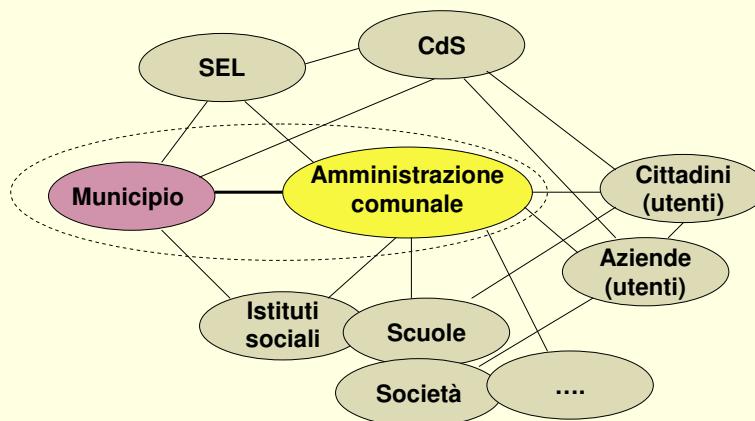 CdS
SEL
Municipio
Amministrazione
comunale
Cittadini
(utenti)
Aziende
(utenti)
Istituti
sociali
Scuole
Società
....